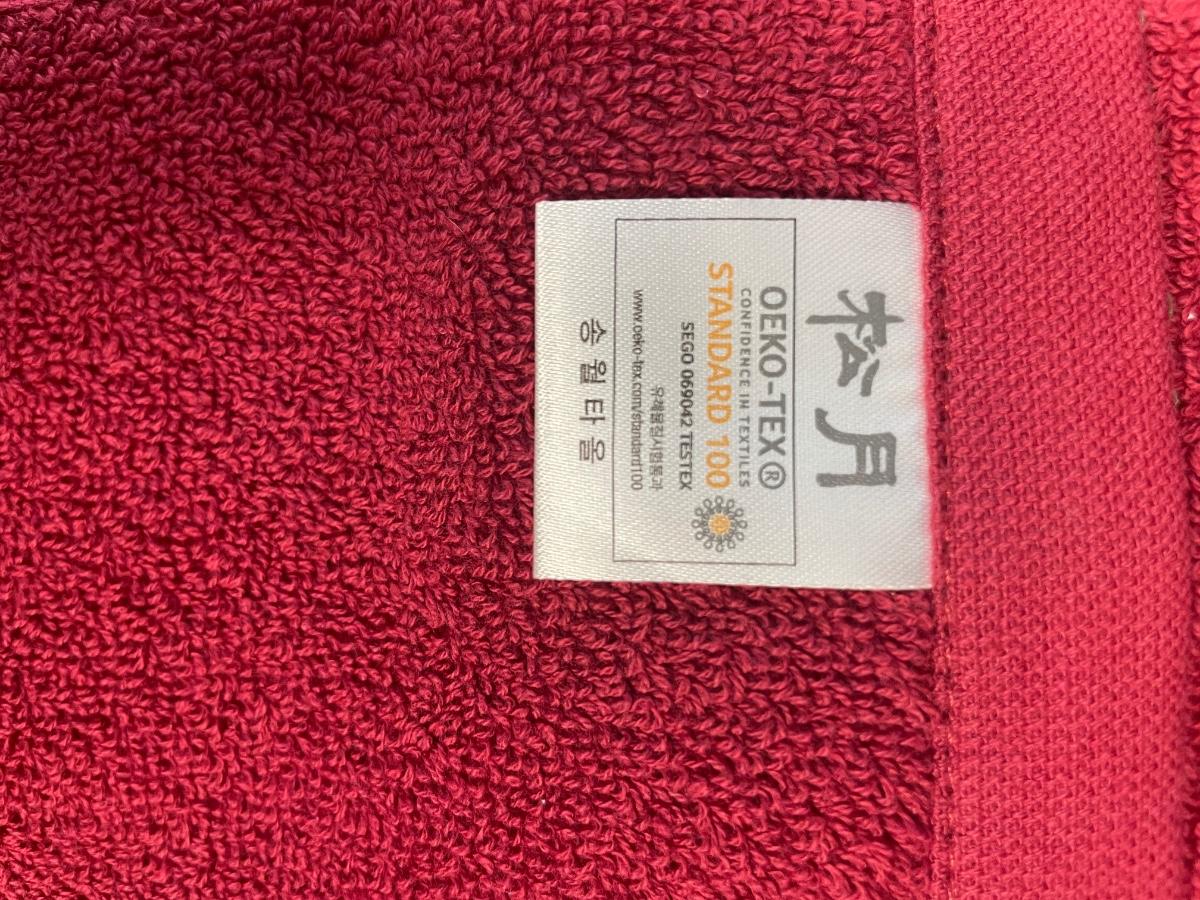 松月
OEKO-TEX®
CONFIDENCE IN TEXTILES
STANDARD 100
SEGO 069042 TESTEX
유해물질시험통과
www.oeko-tex.com/standard100
송월타올